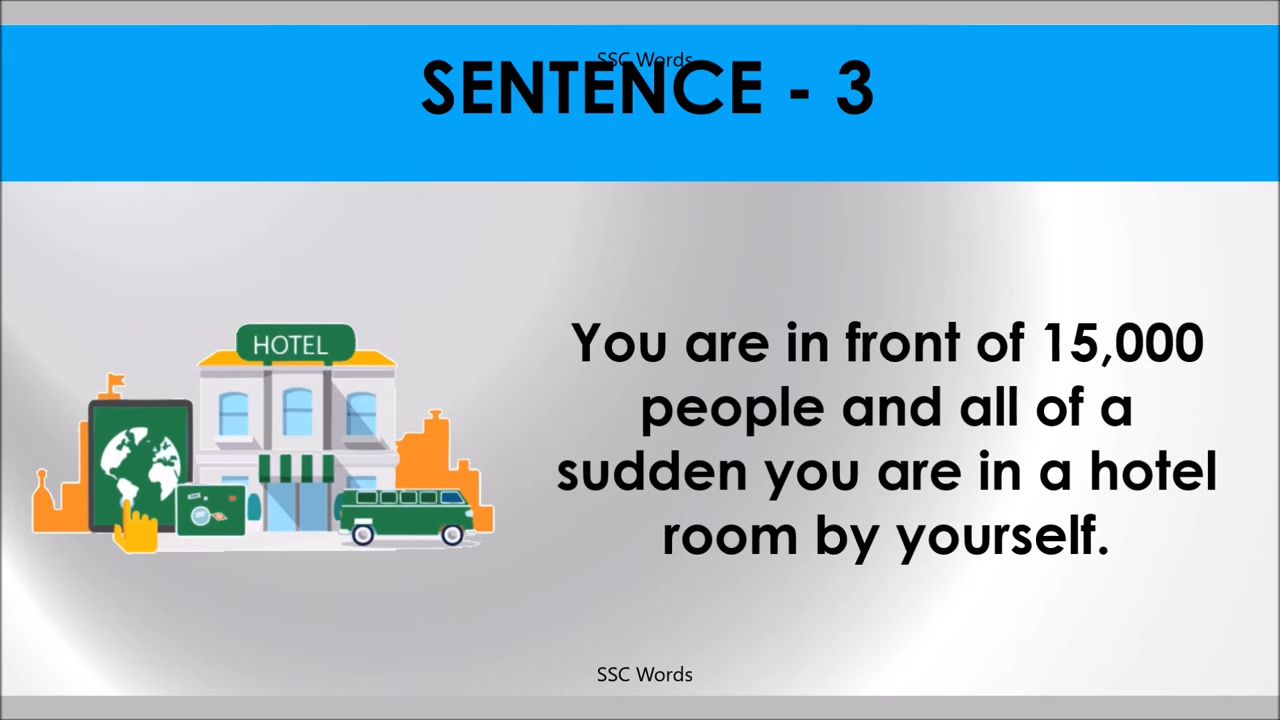 SSC Words
SENTENCE - 3
HOTEL
You are in front of 15,000
people and all of a
sudden you are in a hotel
room by yourself.
SSC Words